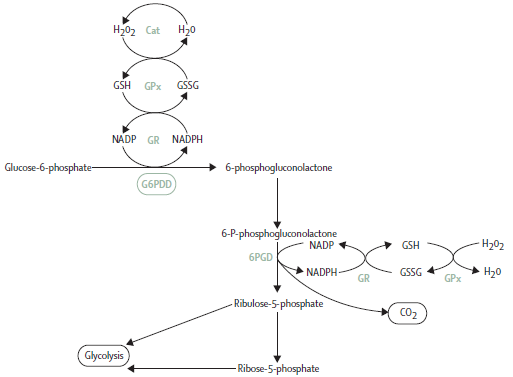 H2O2 Cat H2O
GSH GPx GSSG
NADP GR NADPH
Glucose-6-phosphate 6-phosphogluconolactone
G6PDD
6-P-phosphogluconolactone
NADP GSH H2O2
6PGD
NADPH GSSG H2O
GR GPx
Ribulose-5-phosphate
CO2
Glycolysis
Ribose-5-phosphate